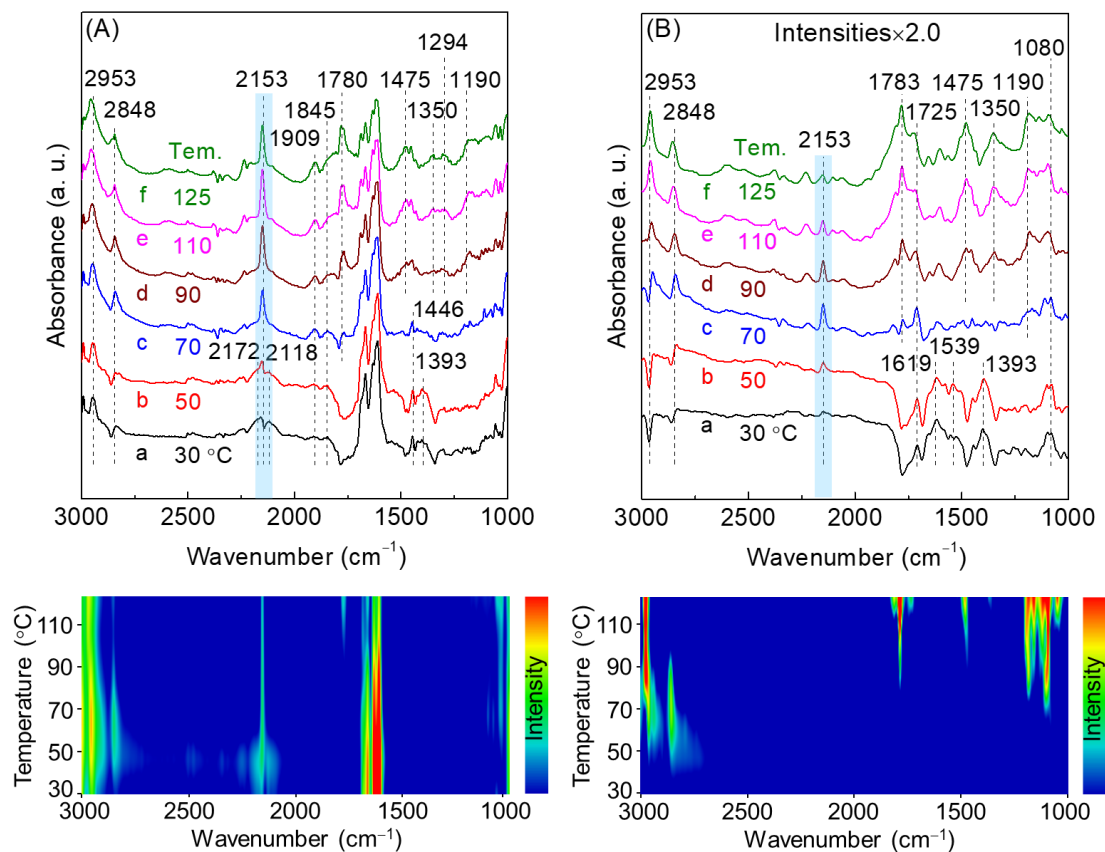 (A)
1294
2953
2153
1780
1475
1190
2848
1845
1350
1909
Tem.
f 125
e 110
d 90
c 70
1446
2172
2118
1393
b 50
a 30 °C
Absorbance (a. u.)
3000 2500 2000 1500 1000
Wavenumber (cm⁻¹)
(B)
Intensities×2.0
1080
2953
1783
1475
1190
2848
1725
1350
2153
Tem.
f 125
e 110
d 90
c 70
1539
1619
1393
b 50
a 30 °C
Absorbance (a. u.)
3000 2500 2000 1500 1000
Wavenumber (cm⁻¹)
Temperature (°C)
110
90
70
50
30
3000 2500 2000 1500 1000
Wavenumber (cm⁻¹)
Intensity
Temperature (°C)
110
90
70
50
30
3000 2500 2000 1500 1000
Wavenumber (cm⁻¹)
Intensity